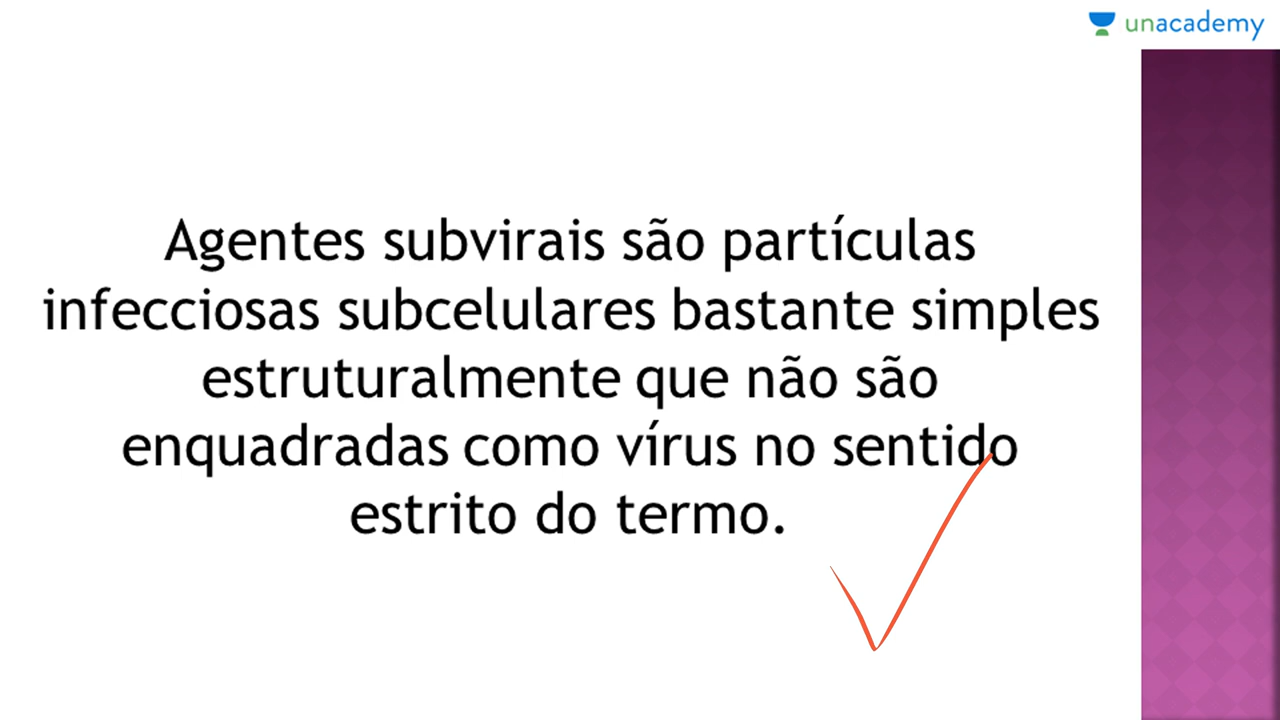 unacademy
Agentes subvirais são partículas
infecciosas subcelulares bastante simples
estruturalmente que não são
enquadradas como vírus no sentido
estrito do termo.